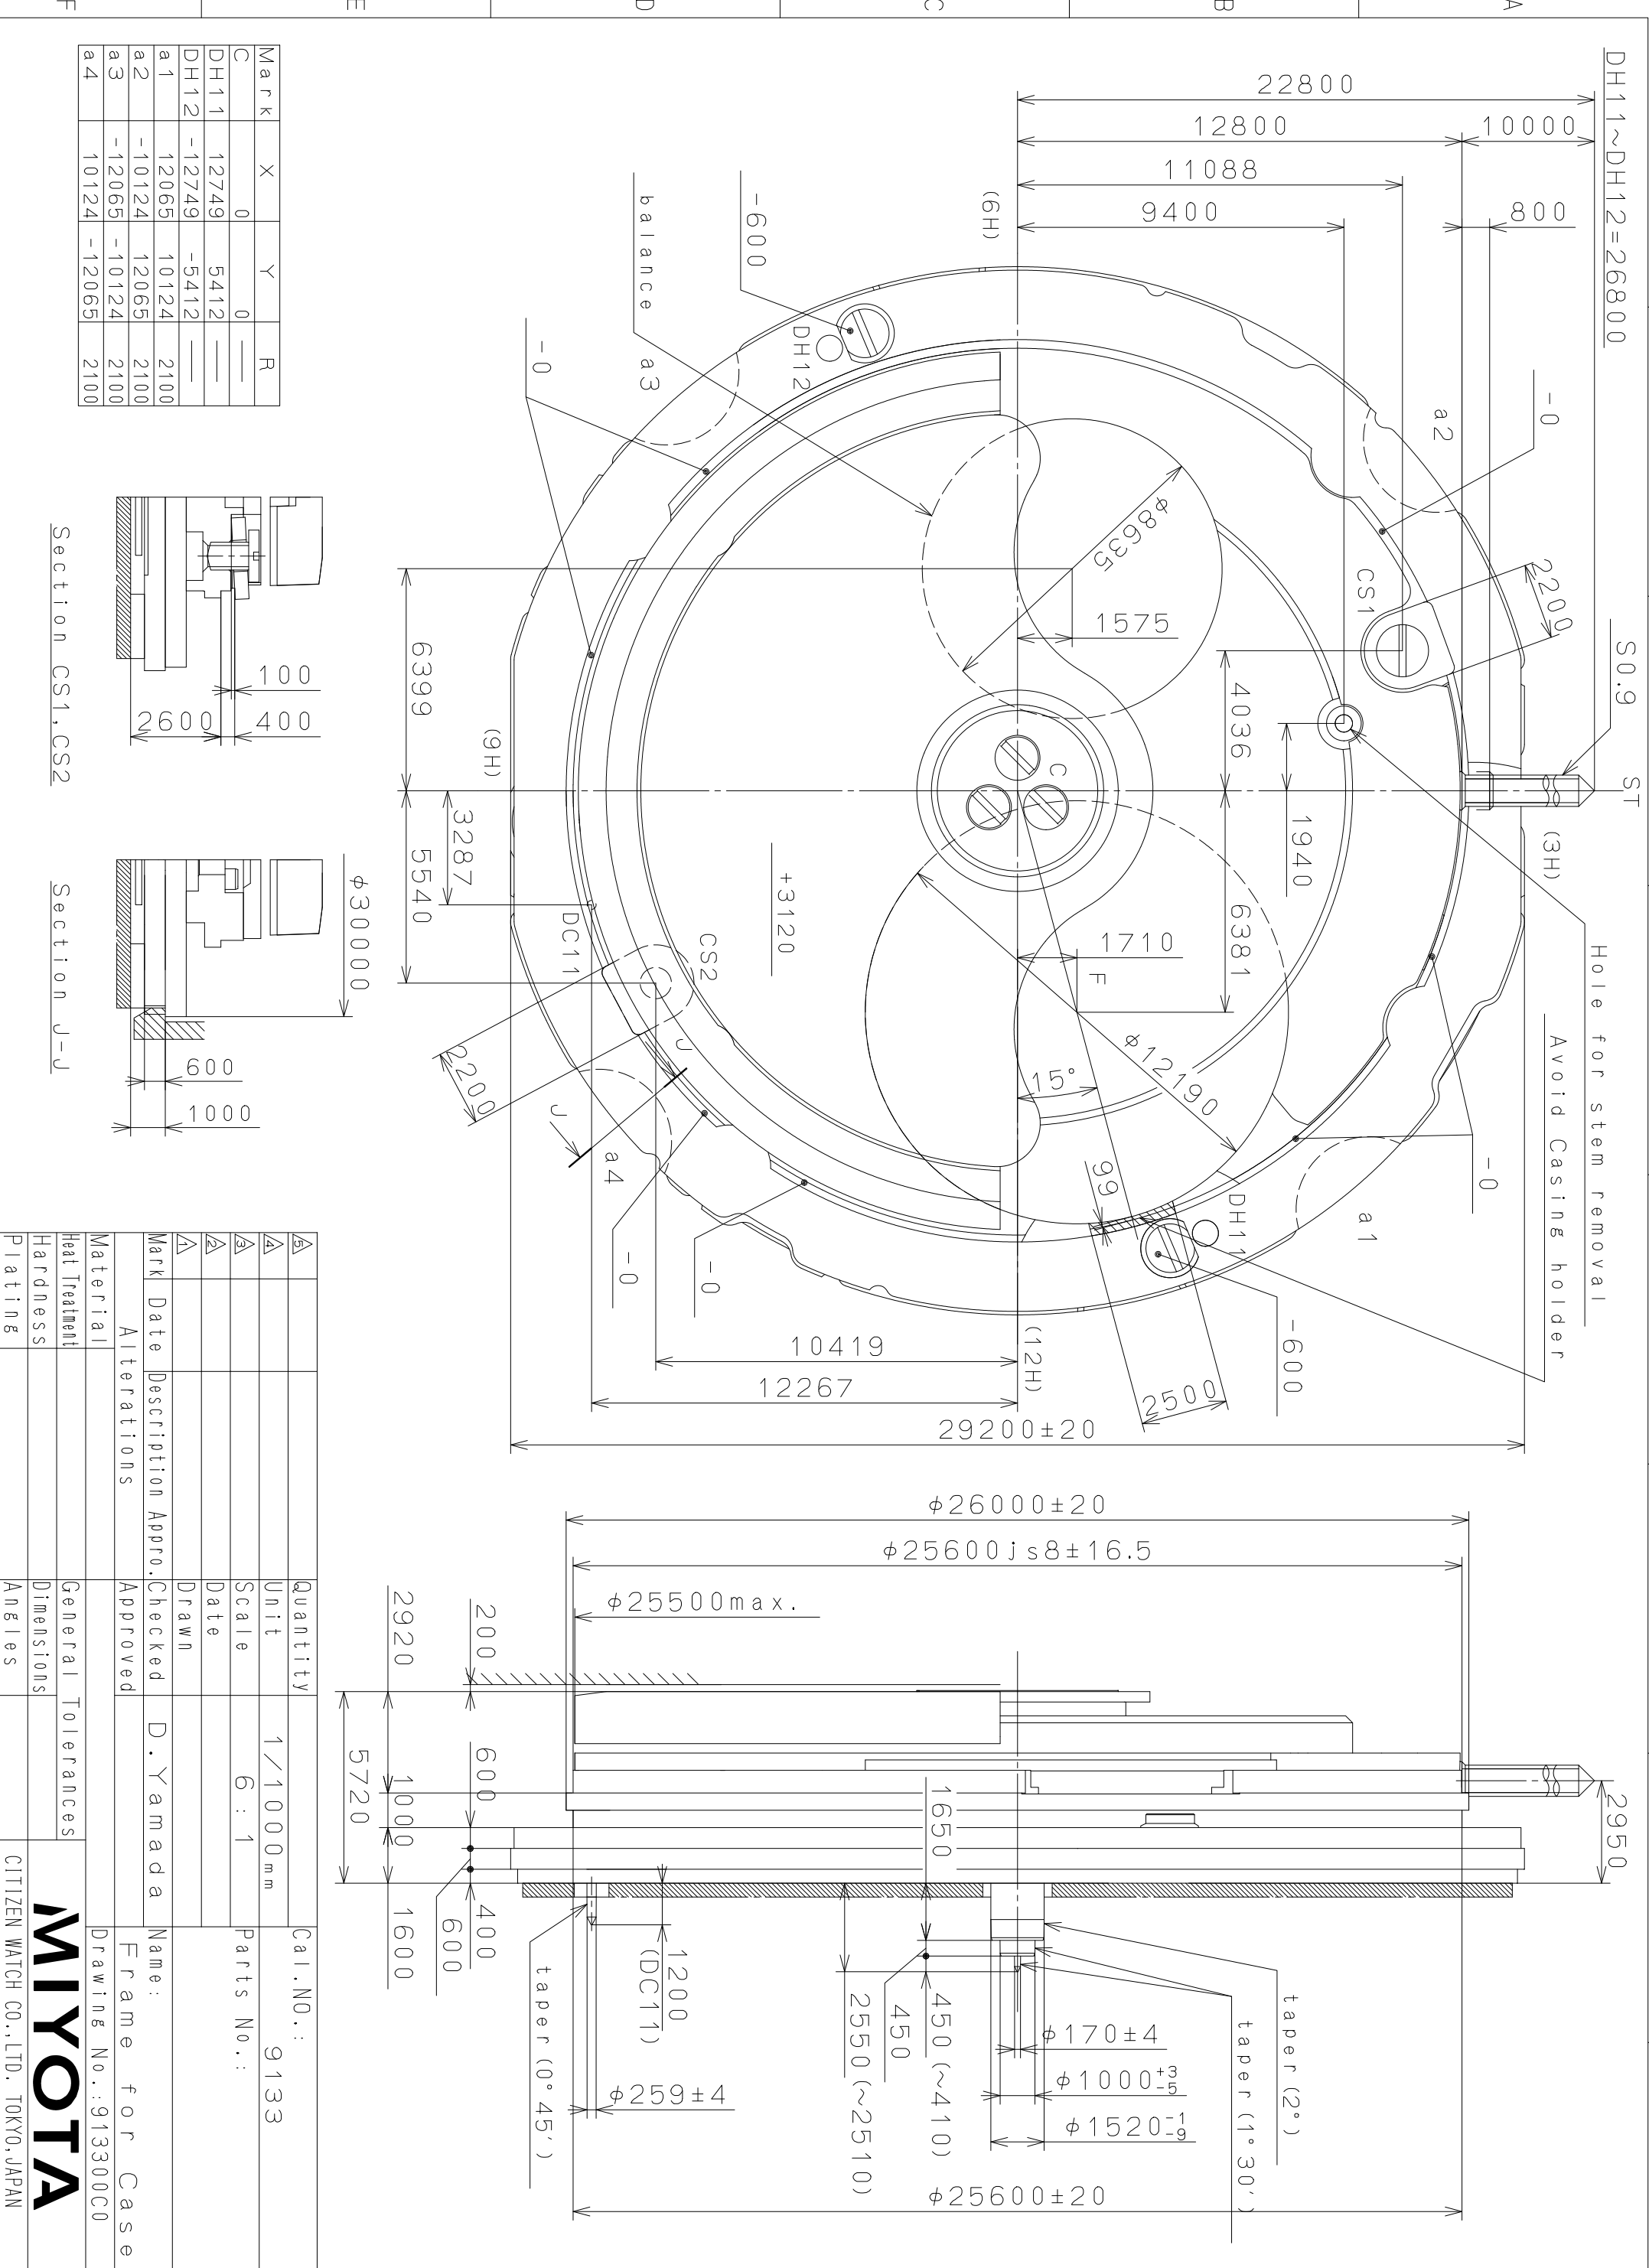 F
E
D
C
B
A
DH11~DH12=26800
22800
12800
10000
11088
9400
800
(6H)
-600
balance
-0
-0
a3
DH12
a2
CS1
2200
S0.9
ST
(3H)
Hole for stem removal
Avoid Casing holder
φ8635
1575
4036
1940
6399
(9H)
3287
5540
C
+3120
6381
1710
F
φ12190
15°
DC11
CS2
2200
J
J
a4
99
DH11
a1
-0
-0
-0
-600
2500
(12H)
10419
12267
29200±20
Mark X Y R
C 0 0 —
DH11 12749 5412 —
DH12 -12749 -5412 —
a1 12065 10124 2100
a2 -10124 12065 2100
a3 -12065 -10124 2100
a4 10124 -12065 2100
100
2600
400
Section CS1,CS2
φ30000
600
1000
Section J-J
φ26000±20
φ25600js8±16.5
φ25500max.
200
2920
600
1000
5720
400
600
1600
1650
2950
1200
(DC11)
450(~410)
450
2550(~2510)
taper(0°45′)
taper(2°)
taper(1°30′)
φ259±4
φ170±4
φ1000+3-5
φ1520-1-9
φ25600±20
5
4
3
2
1
Mark Date Description Appro.
Alterations
Material
Heat Treatment
Hardness
Plating
Quantity
Unit 1/1000mm
Scale 6:1
Date
Drawn
Checked D.Yamada
Approved
General Tolerances
Dimensions
Angles
Cal.NO.: 9133
Parts No.:
Name:
Frame for Case
Drawing No.:913300C0
MIYOTA
CITIZEN WATCH CO.,LTD. TOKYO,JAPAN